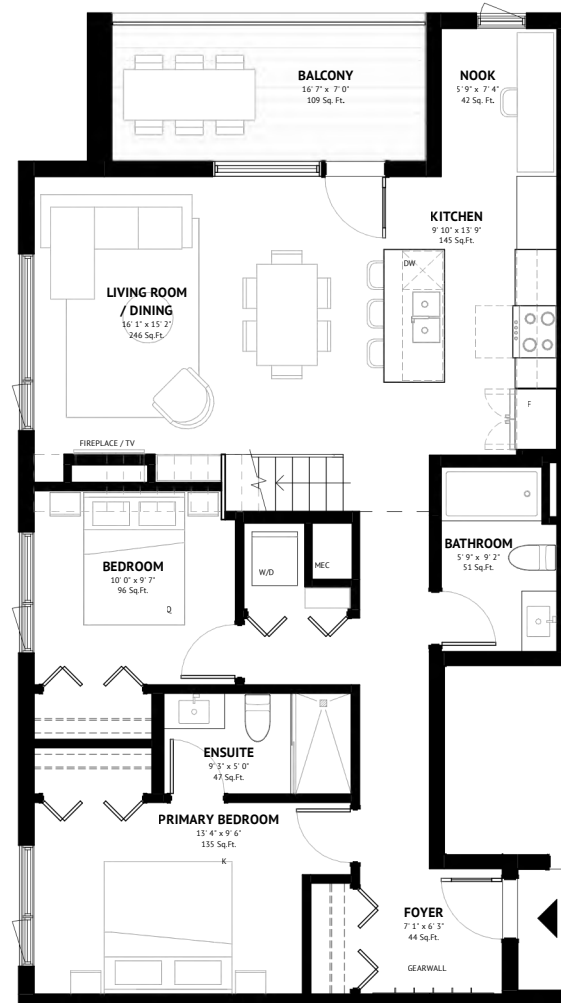 BALCONY
16' 7" x 7' 0"
109 Sq. Ft.
NOOK
5' 9" x 7' 4"
42 Sq. Ft.
KITCHEN
9' 10" x 13' 9"
145 Sq.Ft.
DW
LIVING ROOM
/ DINING
16' 1" x 15' 2"
246 Sq.Ft.
F
FIREPLACE / TV
BATHROOM
5' 9" x 9' 2"
51 Sq.Ft.
BEDROOM
10' 0" x 9' 7"
96 Sq.Ft.
Q
W/D
MEC
ENSUITE
9' 3" x 5' 0"
47 Sq.Ft.
PRIMARY BEDROOM
13' 4" x 9' 6"
135 Sq.Ft.
K
FOYER
7' 1" x 6' 3"
44 Sq.Ft.
GEARWALL